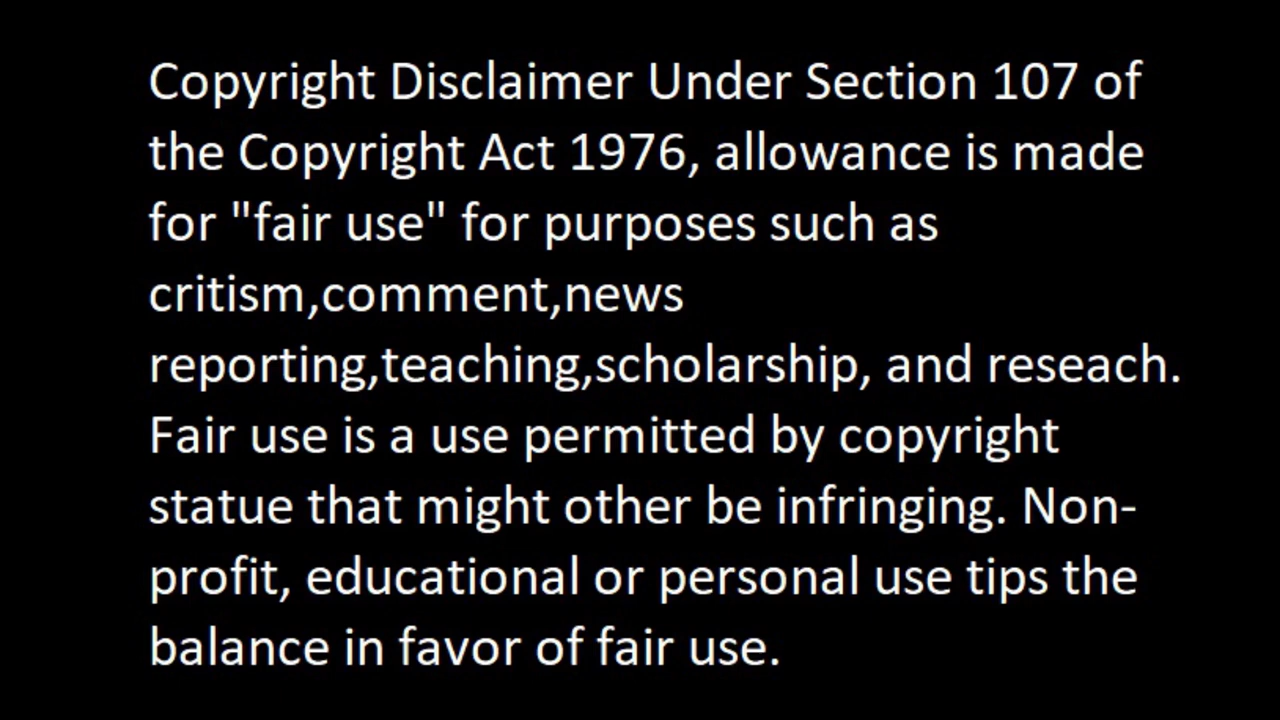 Copyright Disclaimer Under Section 107 of
the Copyright Act 1976, allowance is made
for "fair use" for purposes such as
critism,comment,news
reporting,teaching,scholarship, and reseach.
Fair use is a use permitted by copyright
statue that might other be infringing. Non-
profit, educational or personal use tips the
balance in favor of fair use.